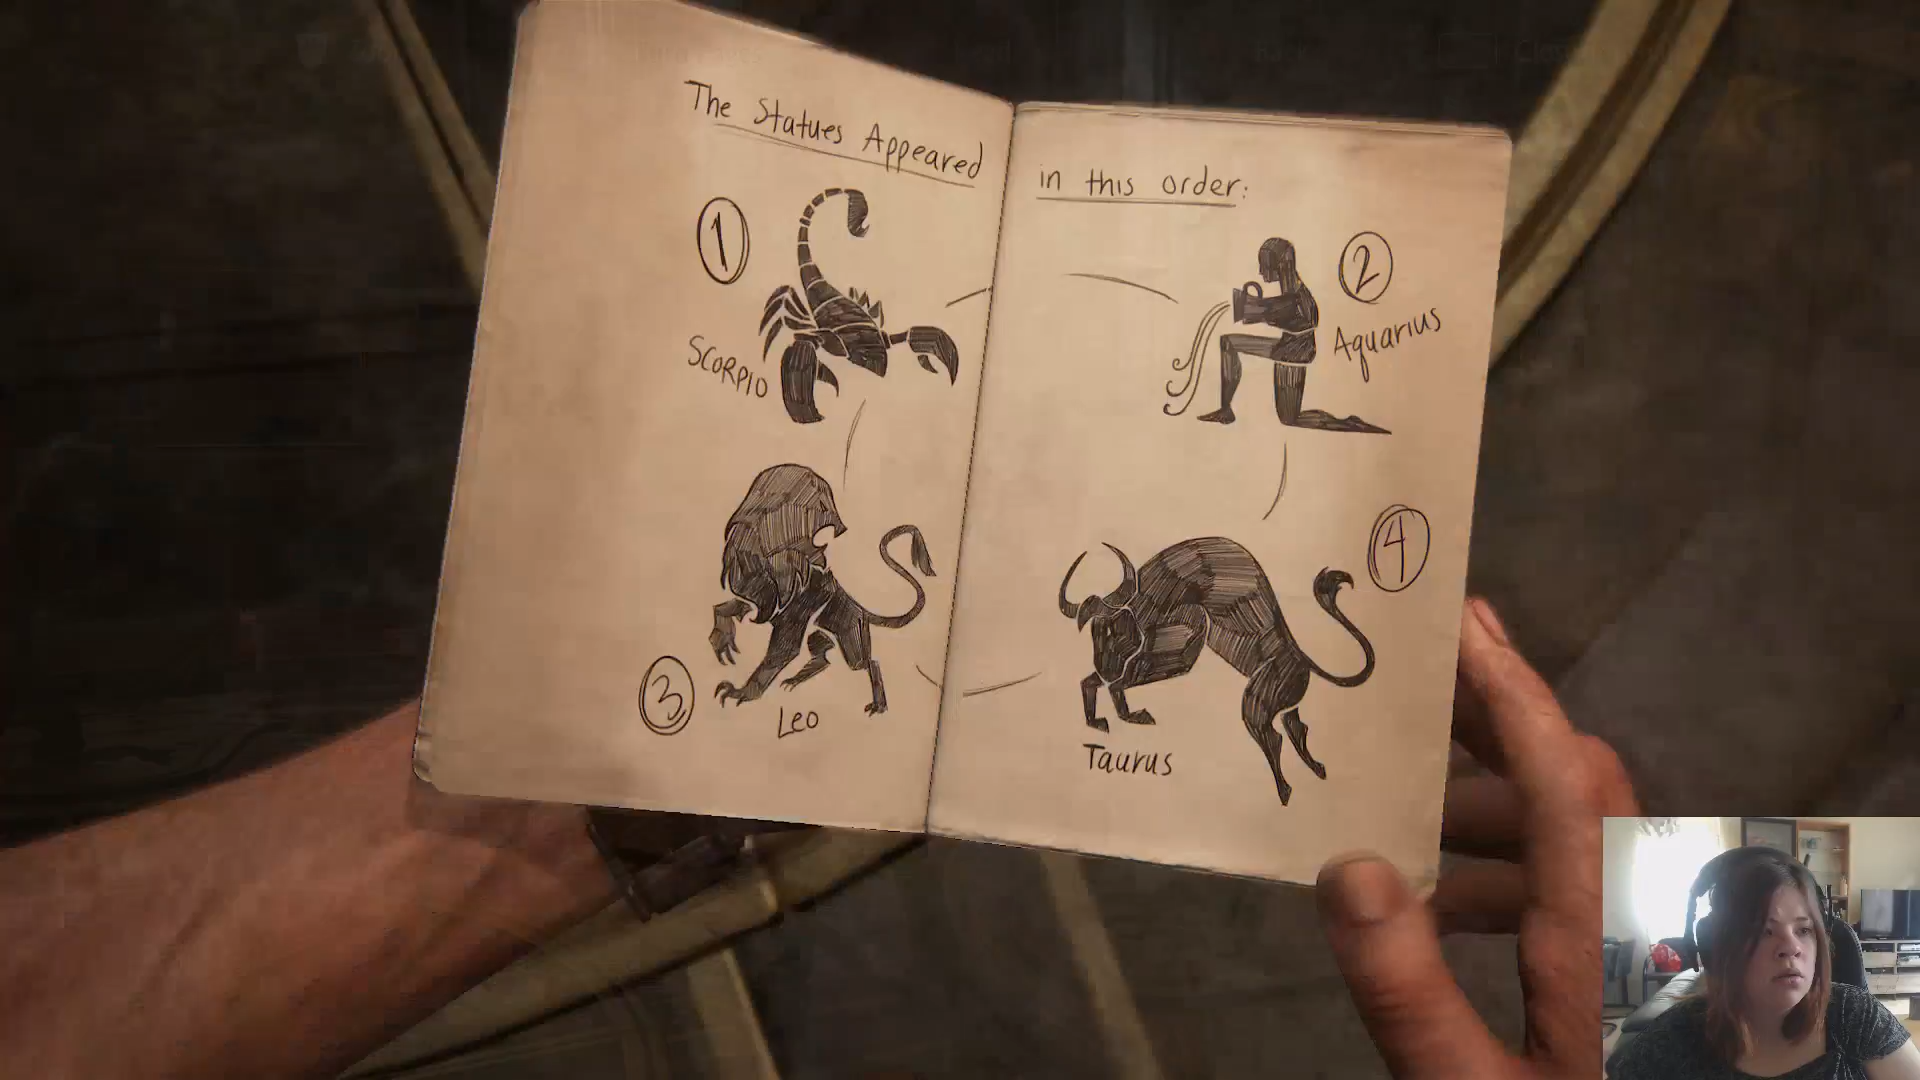 The Statues Appeared
in this order:
1
Scorpio
2
Aquarius
3
Leo
4
Taurus